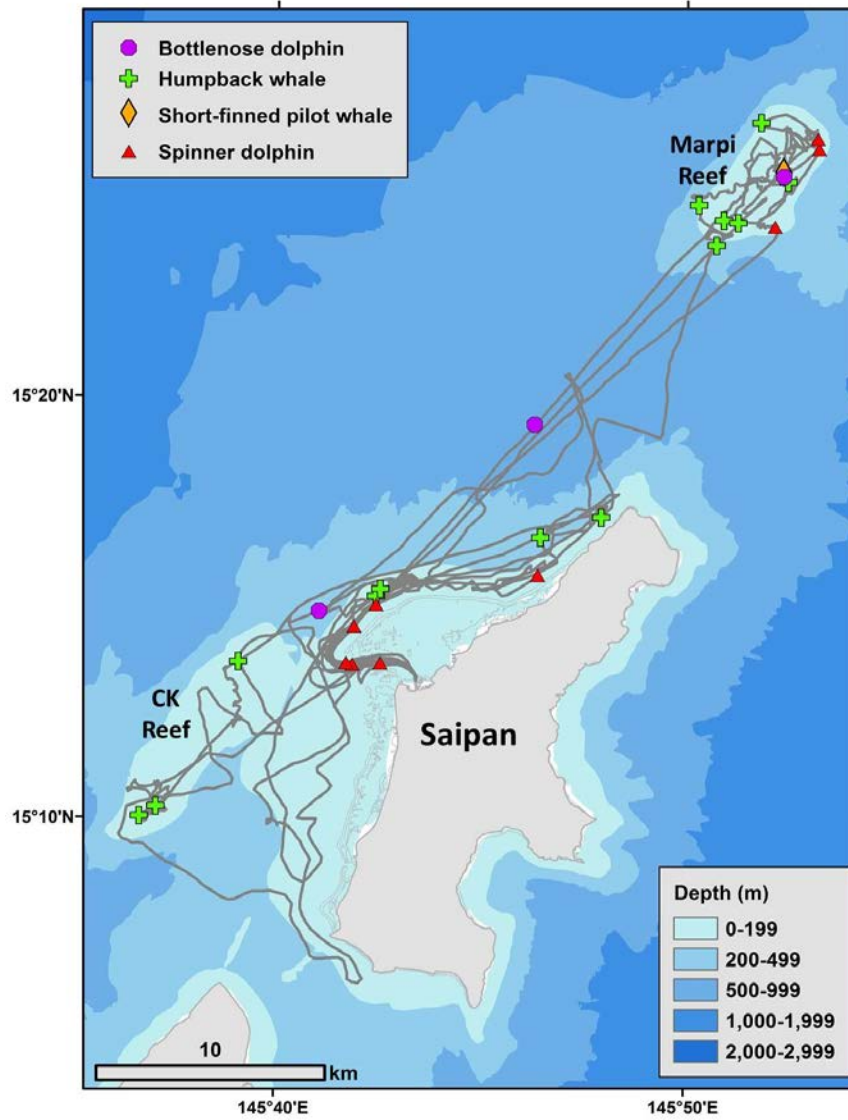 Bottlenose dolphin
Humpback whale
Short-finned pilot whale
Spinner dolphin
Marpi
Reef
15°20'N
CK
Reef
Saipan
15°10'N
Depth (m)
0-199
200-499
500-999
1,000-1,999
2,000-2,999
10
km
145°40'E
145°50'E